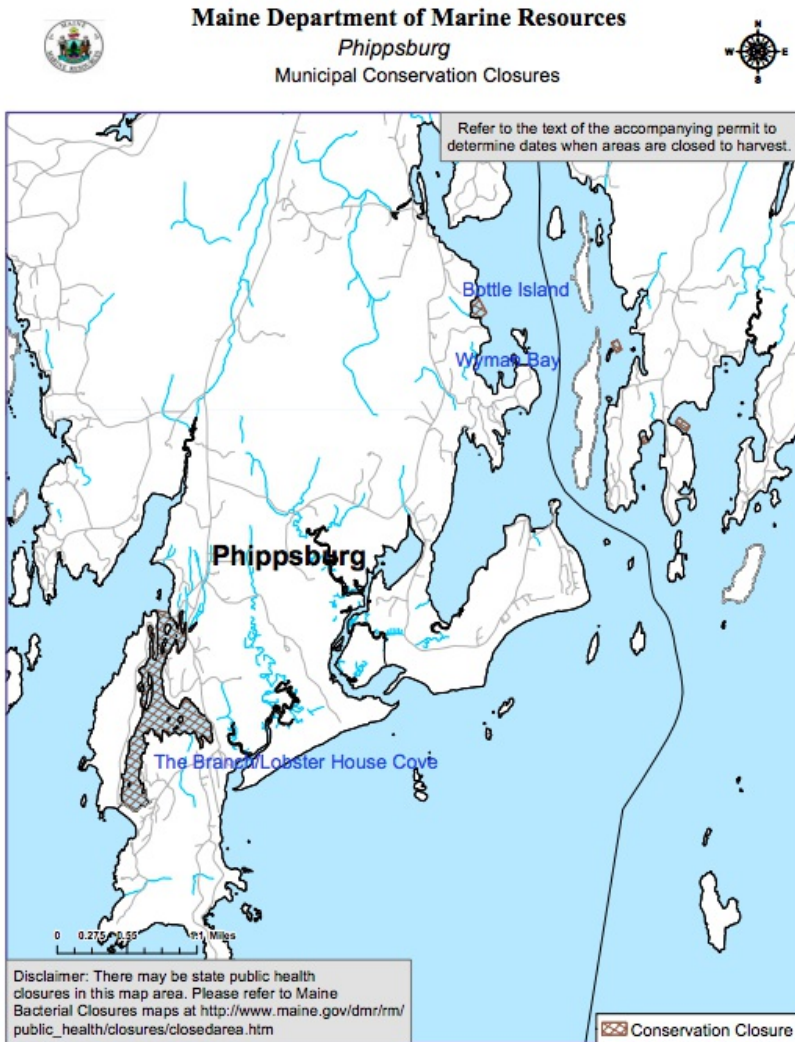 Maine Department of Marine Resources
Phippsburg
Municipal Conservation Closures
N
W E
S
Refer to the text of the accompanying permit to
determine dates when areas are closed to harvest.
Bottle Island
Wyman Bay
Phippsburg
The Branch/Lobster House Cove
0 0.275 0.55 1.1 Miles
Disclaimer: There may be state public health
closures in this map area. Please refer to Maine
Bacterial Closures maps at http://www.maine.gov/dmr/rm/
public_health/closures/closedarea.htm
Conservation Closure